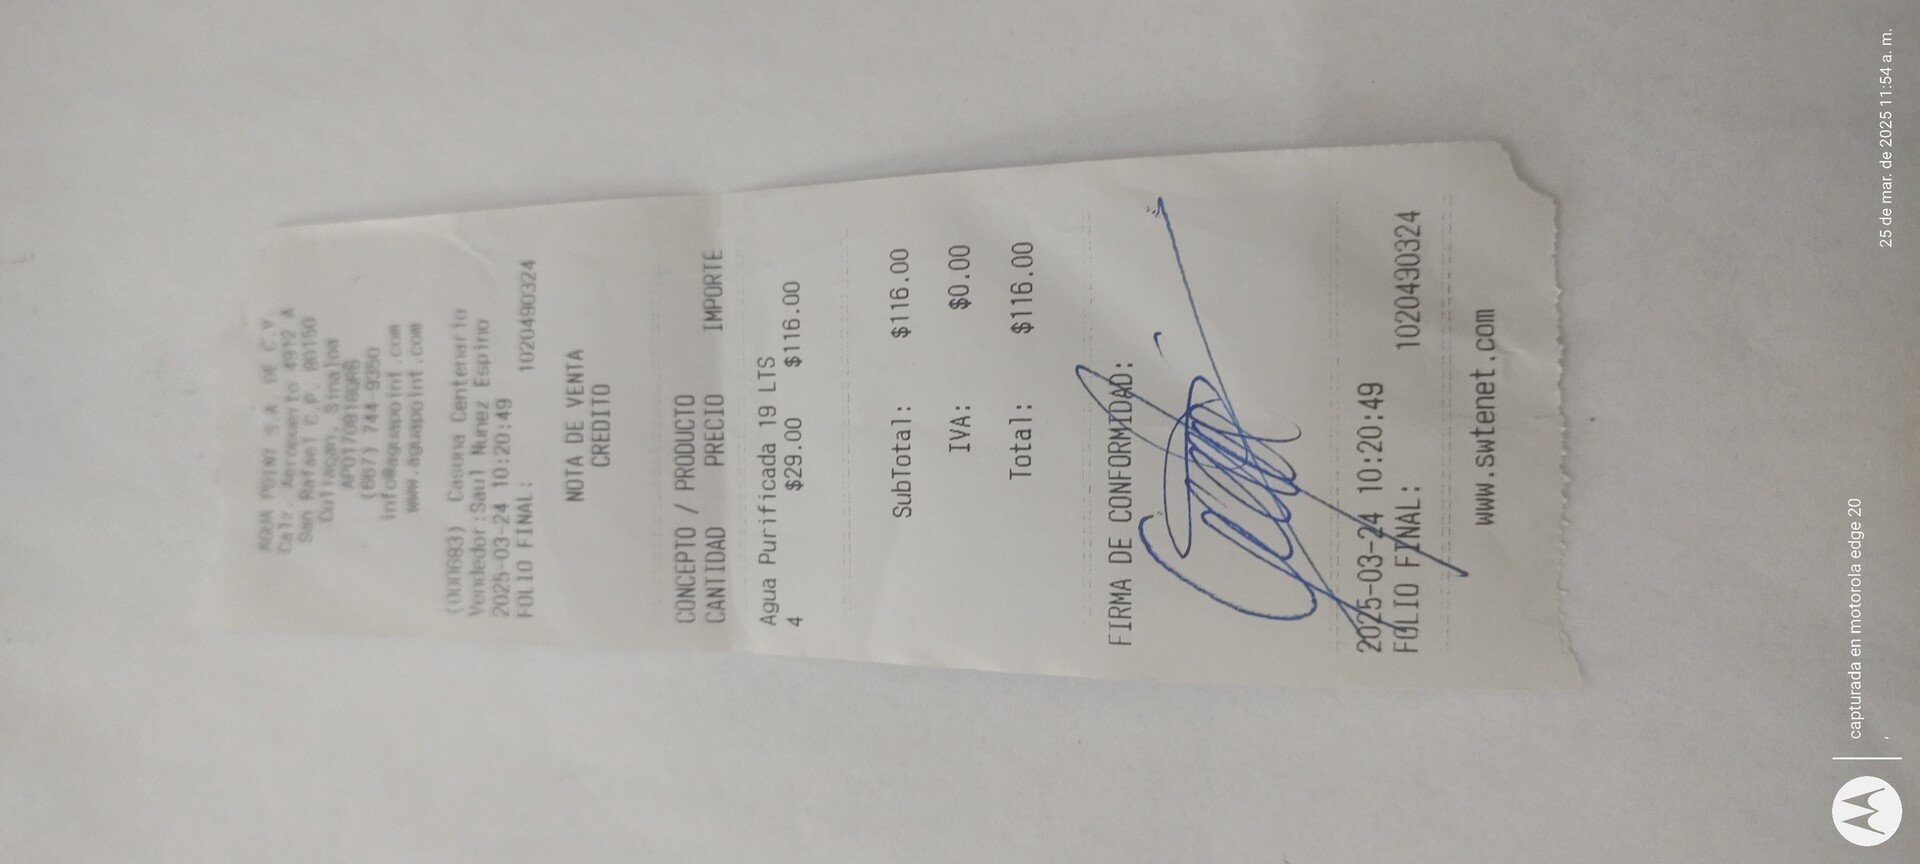 AQUA POINT S.A. DE C.V.
Calz. Aeropuerto 4912 A
San Rafael C.P. 80150
Culiacan, Sinaloa
(667) 744-9350
info@aguapoint.com
www.aguapoint.com
(000683) Casona Centenario
Vendedor:Saul Nunez Espino
2025-03-24 10:20:49
FOLIO FINAL: 1020490324
NOTA DE VENTA
CREDITO
CONCEPTO / PRODUCTO
CANTIDAD PRECIO IMPORTE
Agua Purificada 19 LTS
4 $29.00 $116.00
SubTotal: $116.00
IVA: $0.00
Total: $116.00
FIRMA DE CONFORMIDAD:
2025-03-24 10:20:49
FOLIO FINAL: 1020490324
www.swtenet.com
capturada en motorola edge 20
25 de mar. de 2025 11:54 a. m.